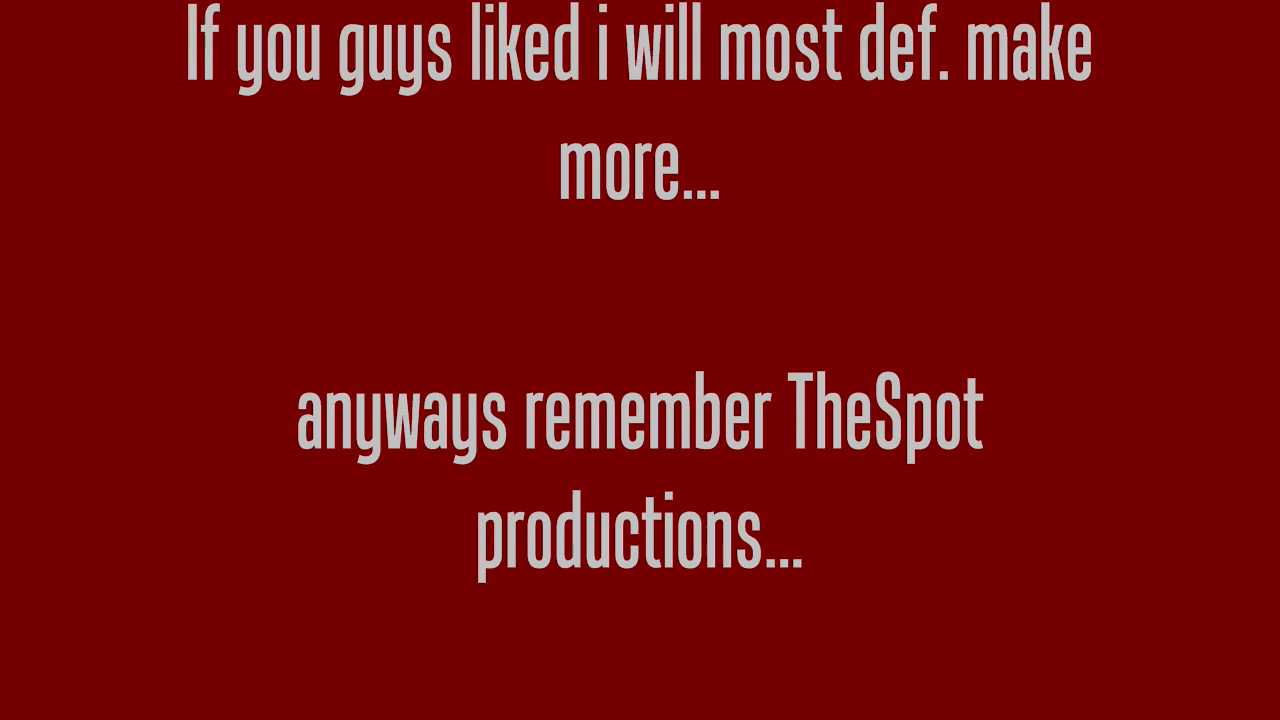 If you guys liked i will most def. make
more...
anyways remember TheSpot
productions...